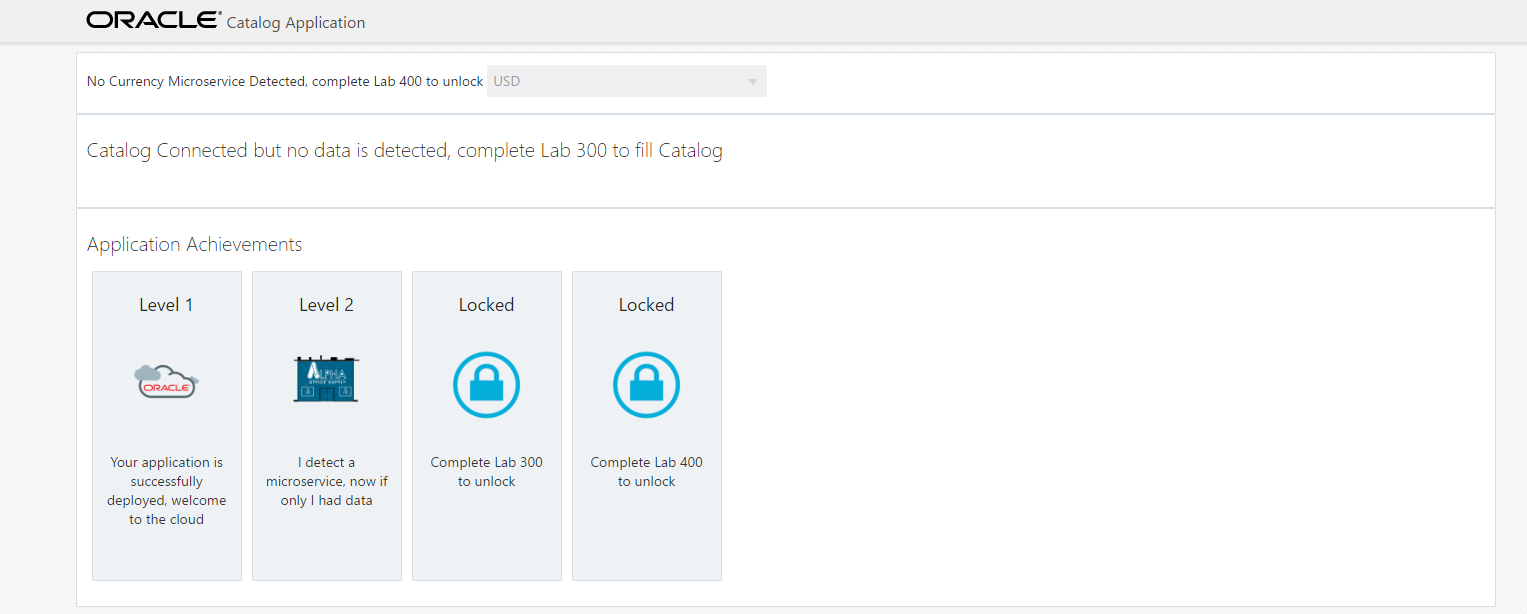 ORACLE Catalog Application
No Currency Microservice Detected, complete Lab 400 to unlock USD
Catalog Connected but no data is detected, complete Lab 300 to fill Catalog
Application Achievements
Level 1
ORACLE
Your application is
successfully
deployed, welcome
to the cloud
Level 2
ALPHA
OFFICE SUPPLY
I detect a
microservice, now if
only I had data
Locked
Complete Lab 300
to unlock
Locked
Complete Lab 400
to unlock